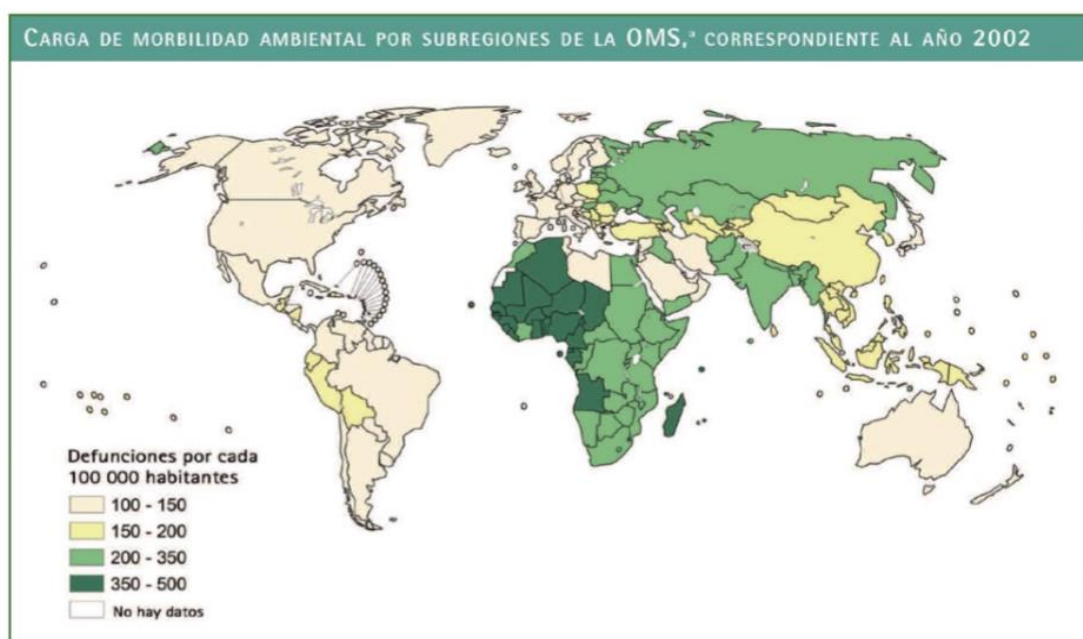 CARGA DE MORBILIDAD AMBIENTAL POR SUBREGIONES DE LA OMS,ᵃ CORRESPONDIENTE AL AÑO 2002
Defunciones por cada
100 000 habitantes
100 - 150
150 - 200
200 - 350
350 - 500
No hay datos